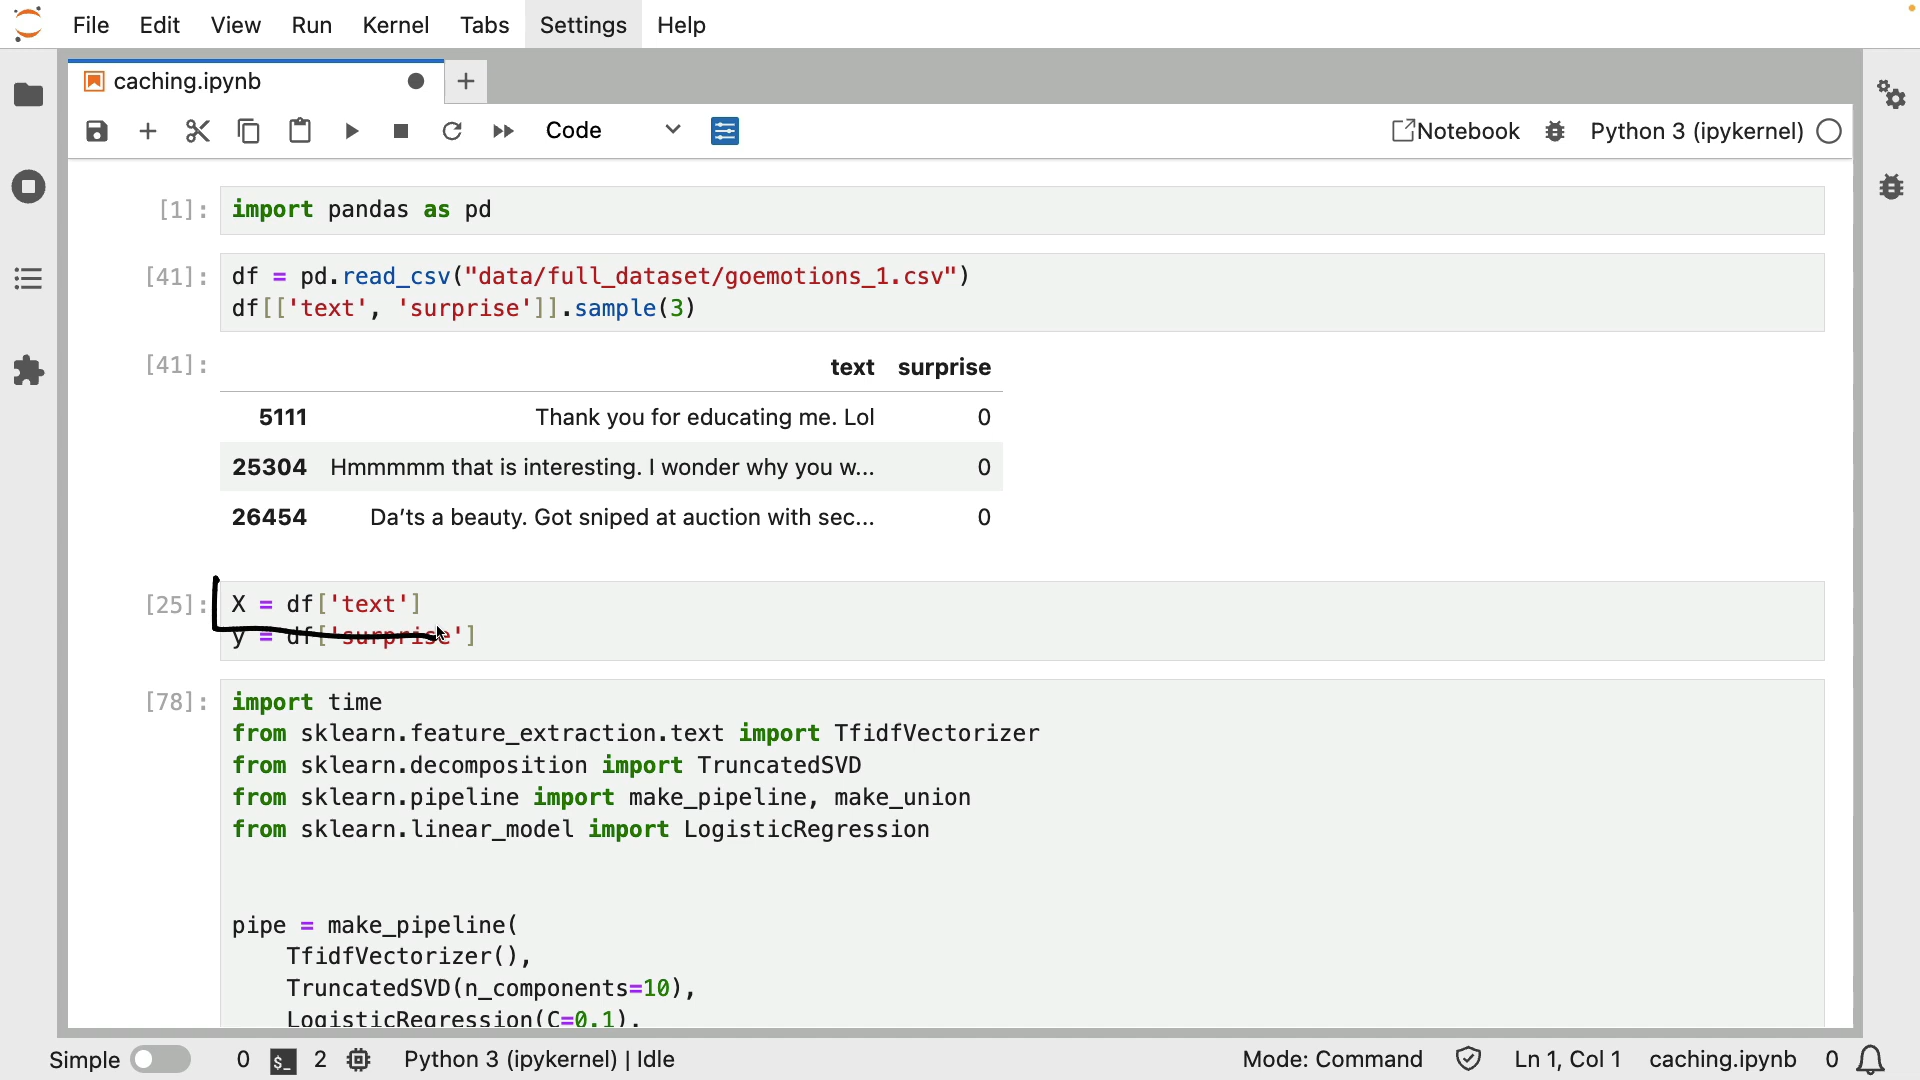 File Edit View Run Kernel Tabs Settings Help
caching.ipynb
Code Notebook Python 3 (ipykernel)
[1]: import pandas as pd
[41]: df = pd.read_csv("data/full_dataset/goemotions_1.csv")
df[['text', 'surprise']].sample(3)
[41]: text surprise
5111 Thank you for educating me. Lol 0
25304 Hmmmmm that is interesting. I wonder why you w... 0
26454 Da'ts a beauty. Got sniped at auction with sec... 0
[25]: X = df['text']
y = df['surprise']
[78]: import time
from sklearn.feature_extraction.text import TfidfVectorizer
from sklearn.decomposition import TruncatedSVD
from sklearn.pipeline import make_pipeline, make_union
from sklearn.linear_model import LogisticRegression
pipe = make_pipeline(
TfidfVectorizer(),
TruncatedSVD(n_components=10),
LogisticRegression(C=0.1),
Simple 0 $_ 2 Python 3 (ipykernel) | Idle Mode: Command Ln 1, Col 1 caching.ipynb 0